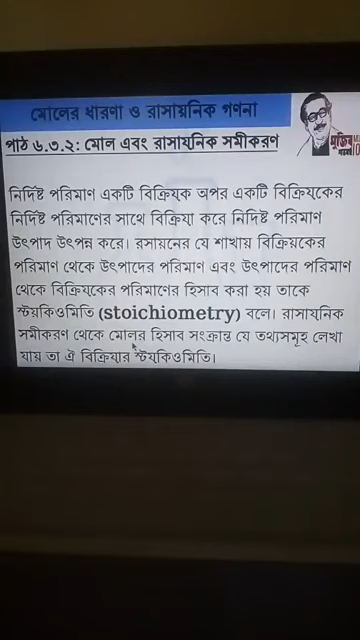 মোলের ধারণা ও রাসায়নিক গণনা
পাঠ ৬.৩.২: মোল এবং রাসায়নিক সমীকরণ
নির্দিষ্ট পরিমাণ একটি বিক্রিয়ক অপর একটি বিক্রিয়কের
নির্দিষ্ট পরিমাণের সাথে বিক্রিয়া করে নির্দিষ্ট পরিমাণ
উৎপাদ উৎপন্ন করে। রসায়নের যে শাখায় বিক্রিয়কের
পরিমাণ থেকে উৎপাদের পরিমাণ এবং উৎপাদের পরিমাণ
থেকে বিক্রিয়কের পরিমাণের হিসাব করা হয় তাকে
স্টয়কিওমিতি (stoichiometry) বলে। রাসায়নিক
সমীকরণ থেকে মোলর হিসাব সংক্রান্ত যে তথ্যসমূহ লেখা
যায় তা ঐ বিক্রিয়ার স্টয়কিওমিতি।
মুজিব